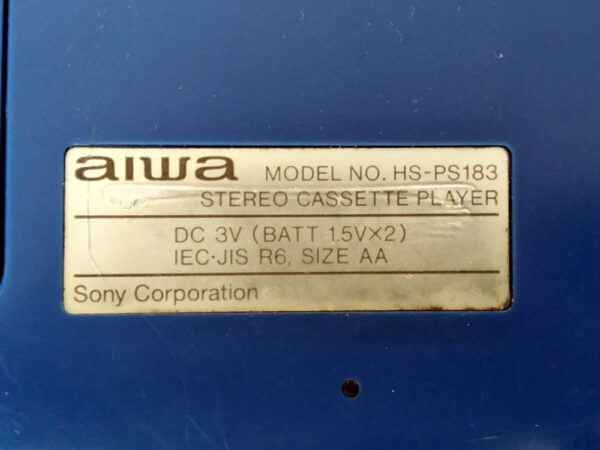 aiwa MODEL NO. HS-PS183
STEREO CASSETTE PLAYER
DC 3V (BATT 1.5V×2)
IEC·JIS R6, SIZE AA
Sony Corporation